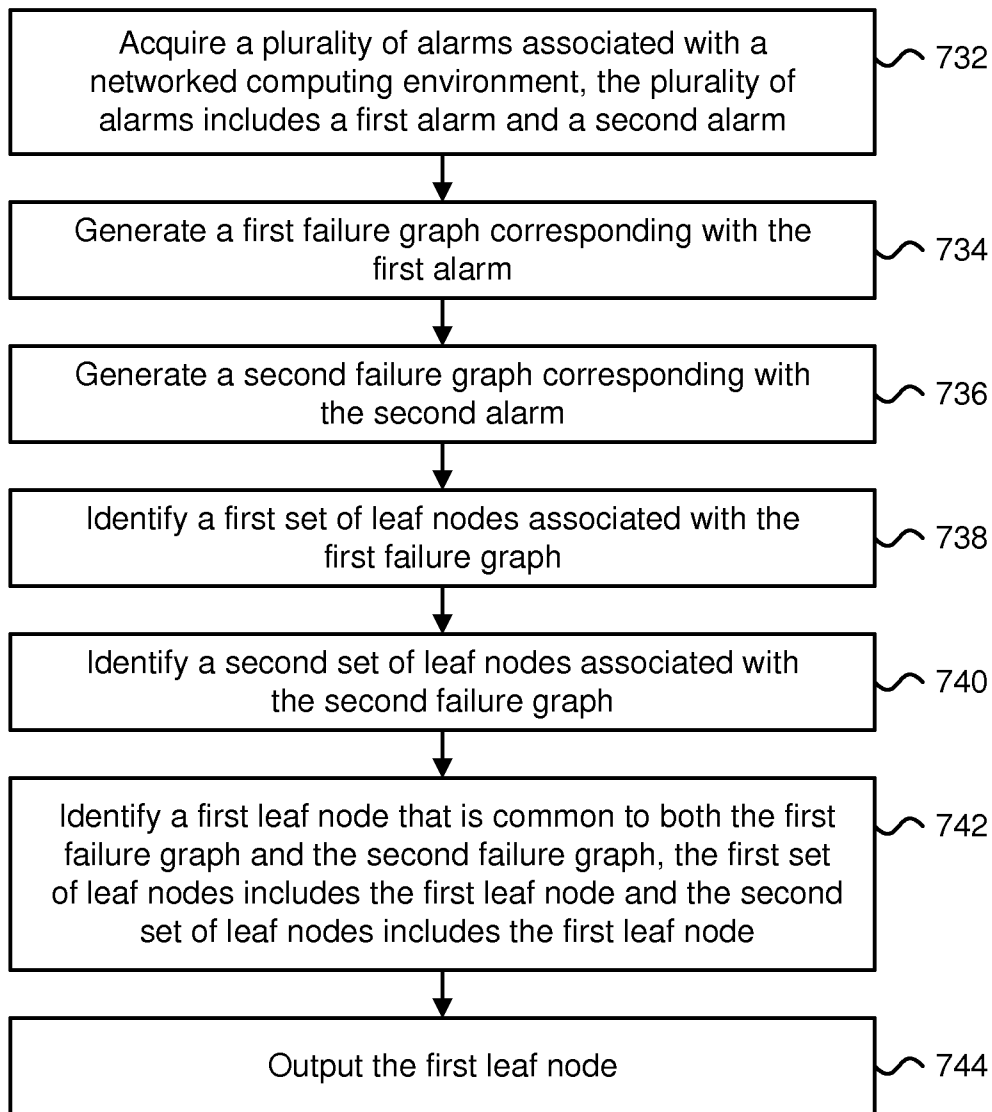 Acquire a plurality of alarms associated with a
networked computing environment, the plurality of
alarms includes a first alarm and a second alarm
732
Generate a first failure graph corresponding with the
first alarm
734
Generate a second failure graph corresponding with
the second alarm
736
Identify a first set of leaf nodes associated with the
first failure graph
738
Identify a second set of leaf nodes associated with
the second failure graph
740
Identify a first leaf node that is common to both the first
failure graph and the second failure graph, the first set
of leaf nodes includes the first leaf node and the second
set of leaf nodes includes the first leaf node
742
Output the first leaf node
744